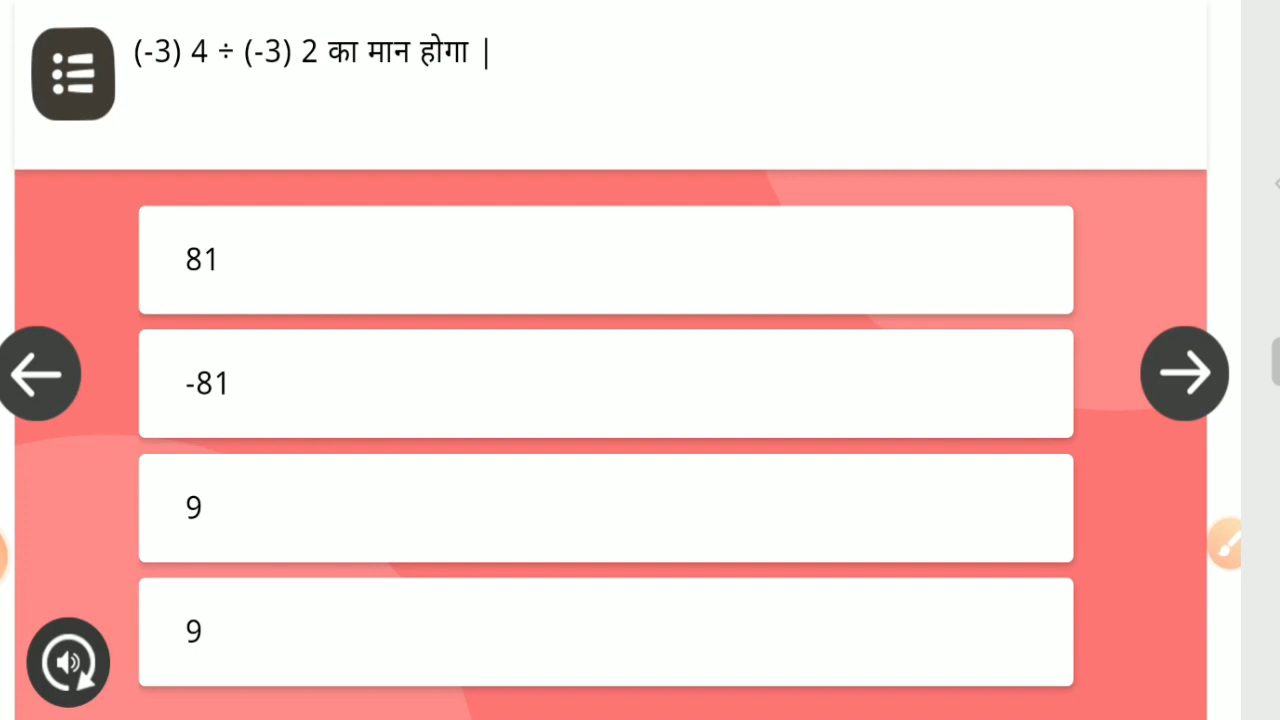 (-3) 4 ÷ (-3) 2 का मान होगा |
81
-81
9
9